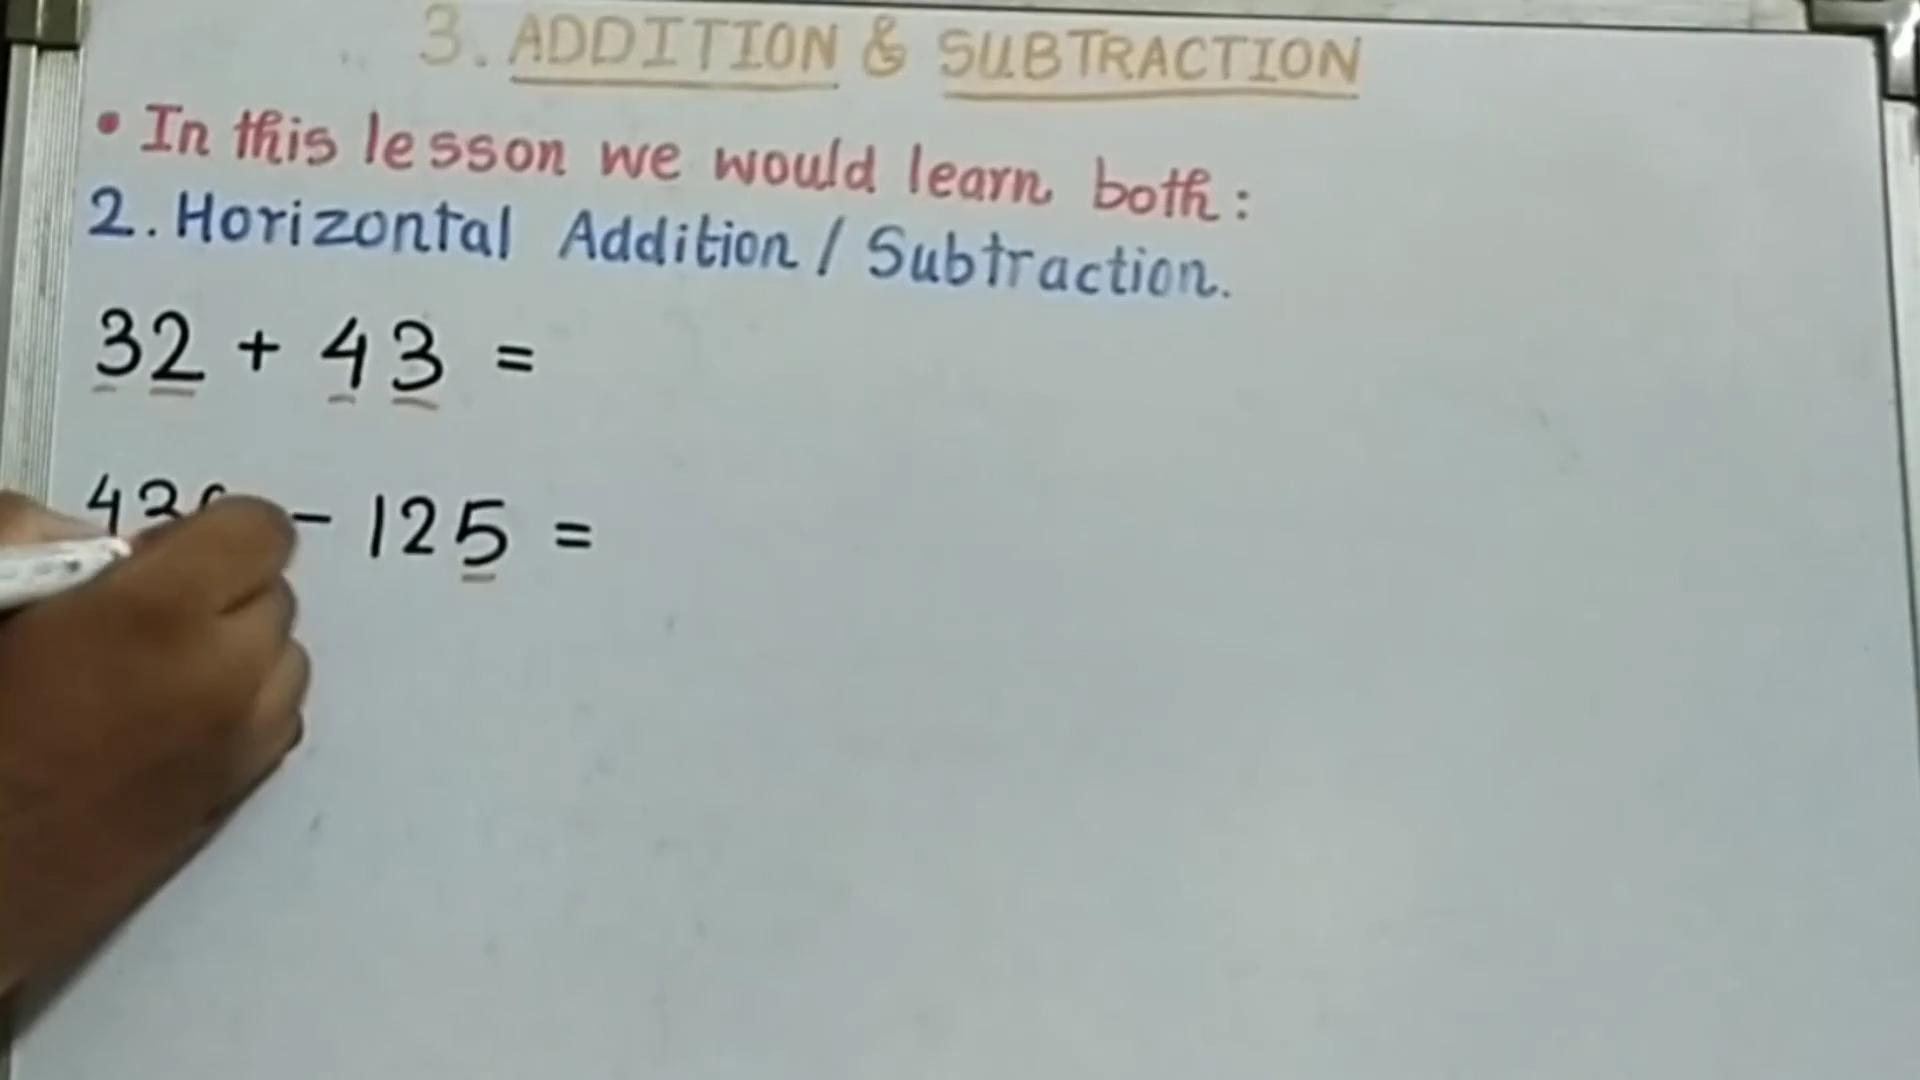 3. ADDITION & SUBTRACTION
• In this lesson we would learn both:
2. Horizontal Addition / Subtraction.
32 + 43 =
- 125 =